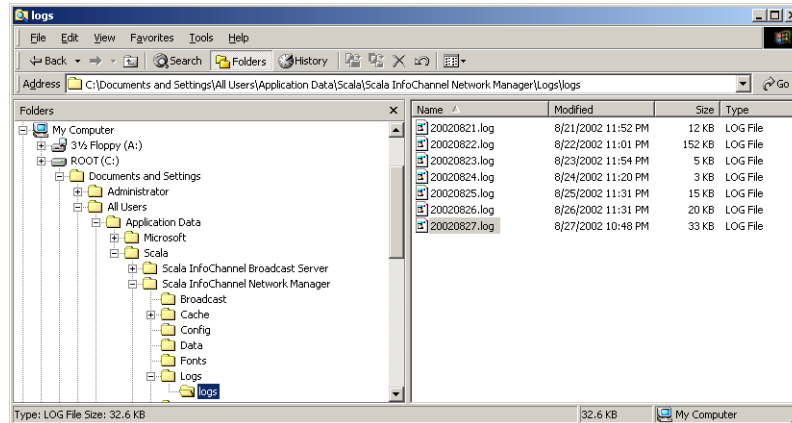 logs
File Edit View Favorites Tools Help
Back Search Folders History
Address C:\Documents and Settings\All Users\Application Data\Scala\Scala InfoChannel Network Manager\Logs\logs Go
Folders
My Computer
3½ Floppy (A:)
ROOT (C:)
Documents and Settings
Administrator
All Users
Application Data
Microsoft
Scala
Scala InfoChannel Broadcast Server
Scala InfoChannel Network Manager
Broadcast
Cache
Config
Data
Fonts
Logs
logs
Name Modified Size Type
20020821.log 8/21/2002 11:52 PM 12 KB LOG File
20020822.log 8/22/2002 11:01 PM 152 KB LOG File
20020823.log 8/23/2002 11:54 PM 5 KB LOG File
20020824.log 8/24/2002 11:20 PM 3 KB LOG File
20020825.log 8/25/2002 11:31 PM 15 KB LOG File
20020826.log 8/26/2002 11:31 PM 20 KB LOG File
20020827.log 8/27/2002 10:48 PM 33 KB LOG File
Type: LOG File Size: 32.6 KB 32.6 KB My Computer